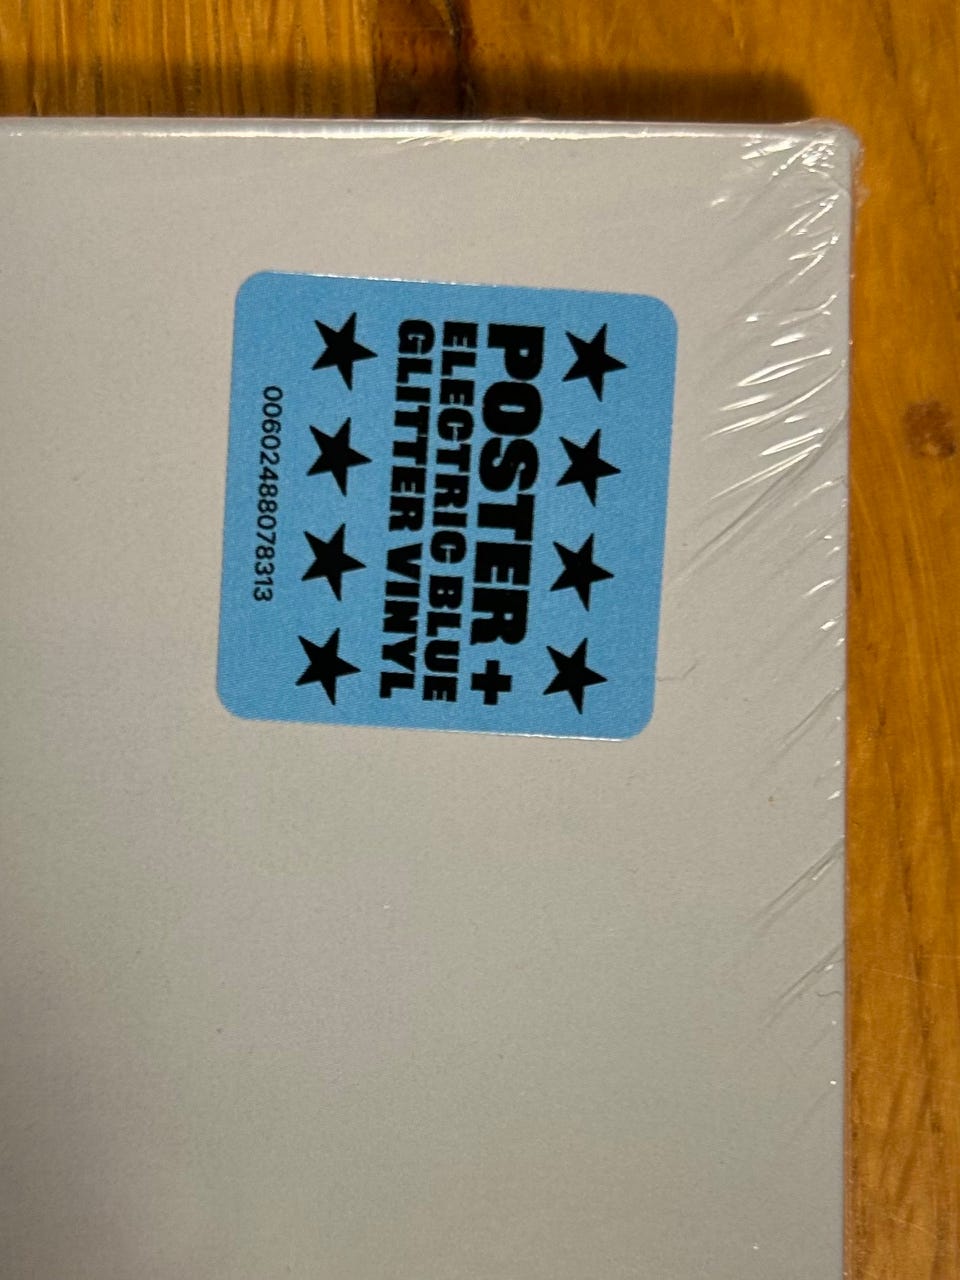 ★★★★
POSTER +
ELECTRIC BLUE
GLITTER VINYL
★★★★
00602488078313